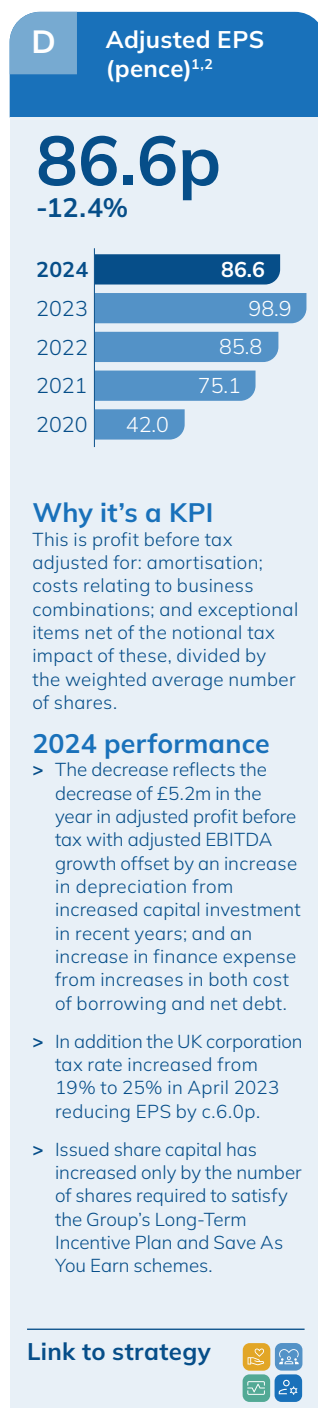 D
Adjusted EPS
(pence)1,2
86.6p
-12.4%
2024 86.6
2023 98.9
2022 85.8
2021 75.1
2020 42.0
Why it’s a KPI
This is profit before tax
adjusted for: amortisation;
costs relating to business
combinations; and exceptional
items net of the notional tax
impact of these, divided by
the weighted average number
of shares.
2024 performance
> The decrease reflects the
decrease of £5.2m in the
year in adjusted profit before
tax with adjusted EBITDA
growth offset by an increase
in depreciation from
increased capital investment
in recent years; and an
increase in finance expense
from increases in both cost
of borrowing and net debt.
> In addition the UK corporation
tax rate increased from
19% to 25% in April 2023
reducing EPS by c.6.0p.
> Issued share capital has
increased only by the number
of shares required to satisfy
the Group’s Long-Term
Incentive Plan and Save As
You Earn schemes.
Link to strategy